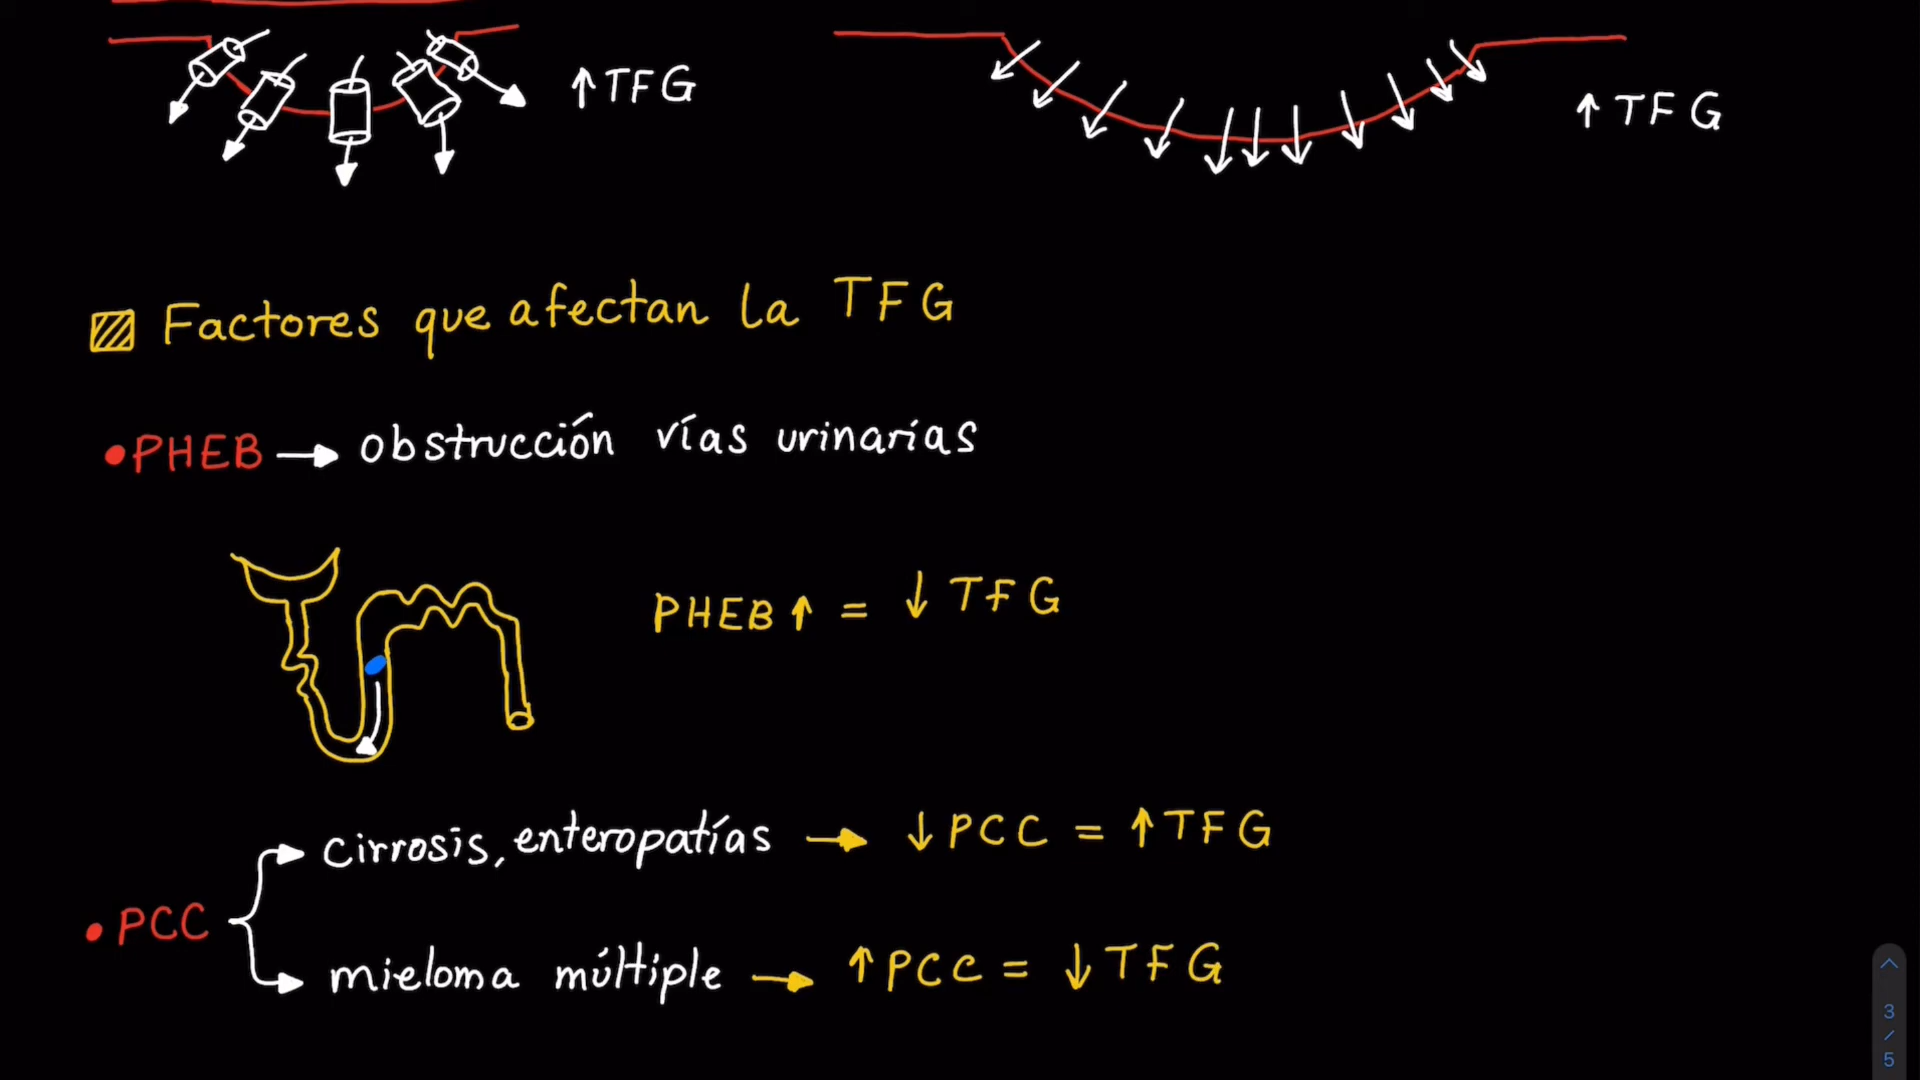 ↑TFG
↑TFG
Factores que afectan la TFG
•PHEB → obstrucción vías urinarias
PHEB↑ = ↓TFG
cirrosis, enteropatías → ↓PCC = ↑TFG
•PCC
mieloma múltiple → ↑PCC = ↓TFG
3
/
5